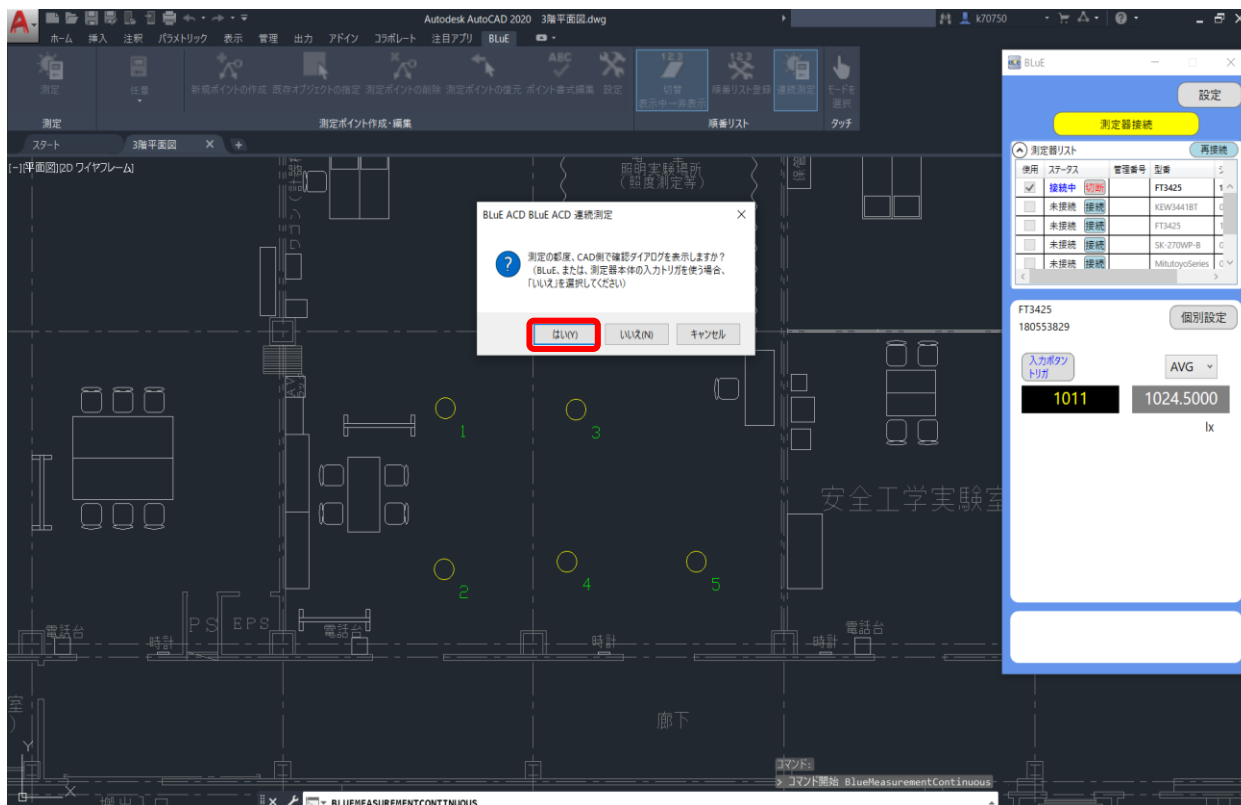 Autodesk AutoCAD 2020 3階平面図.dwg
k70750
ホーム 挿入 注釈 パラメトリック 表示 管理 出力 アドイン コラボレート 注目アプリ BLuE
ABC
123
123
測定 任意 新規ポイントの作成 既存オブジェクトの指定 測定ポイントの削除 測定ポイントの復元 ポイント書式編集 設定 切替 順番リスト登録 連続測定 モードを
表示中→非表示 選択
測定 測定ポイント作成・編集 順番リスト タッチ
スタート 3階平面図
[-][平面図][2D ワイヤフレーム]
照明実験場所
(照度測定等)
BLuE ACD BLuE ACD 連続測定
測定の都度、CAD側で確認ダイアログを表示しますか?
(BLuE、または、測定器本体の入力トリガを使う場合、
「いいえ」を選択してください)
はい(Y) いいえ(N) キャンセル
1
3
安全工学実験室
2
4
5
PS EPS
電話台
時計
電話台
時計
時計
電話台
廊下
Y
X
搬出入口
コマンド:
> コマンド開始 BlueMeasurementContinuous
BLUEMEASUREMENTCONTINUOUS
BLuE
設定
測定器接続
測定器リスト 再接続
使用 ステータス 管理番号 型番
接続中 切断 FT3425
未接続 接続 KEW3441BT
未接続 接続 FT3425
未接続 接続 SK-270WP-B
未接続 接続 MitutoyoSeries
FT3425
180553829
個別設定
入力ボタン
トリガ
AVG
1011 1024.5000
lx